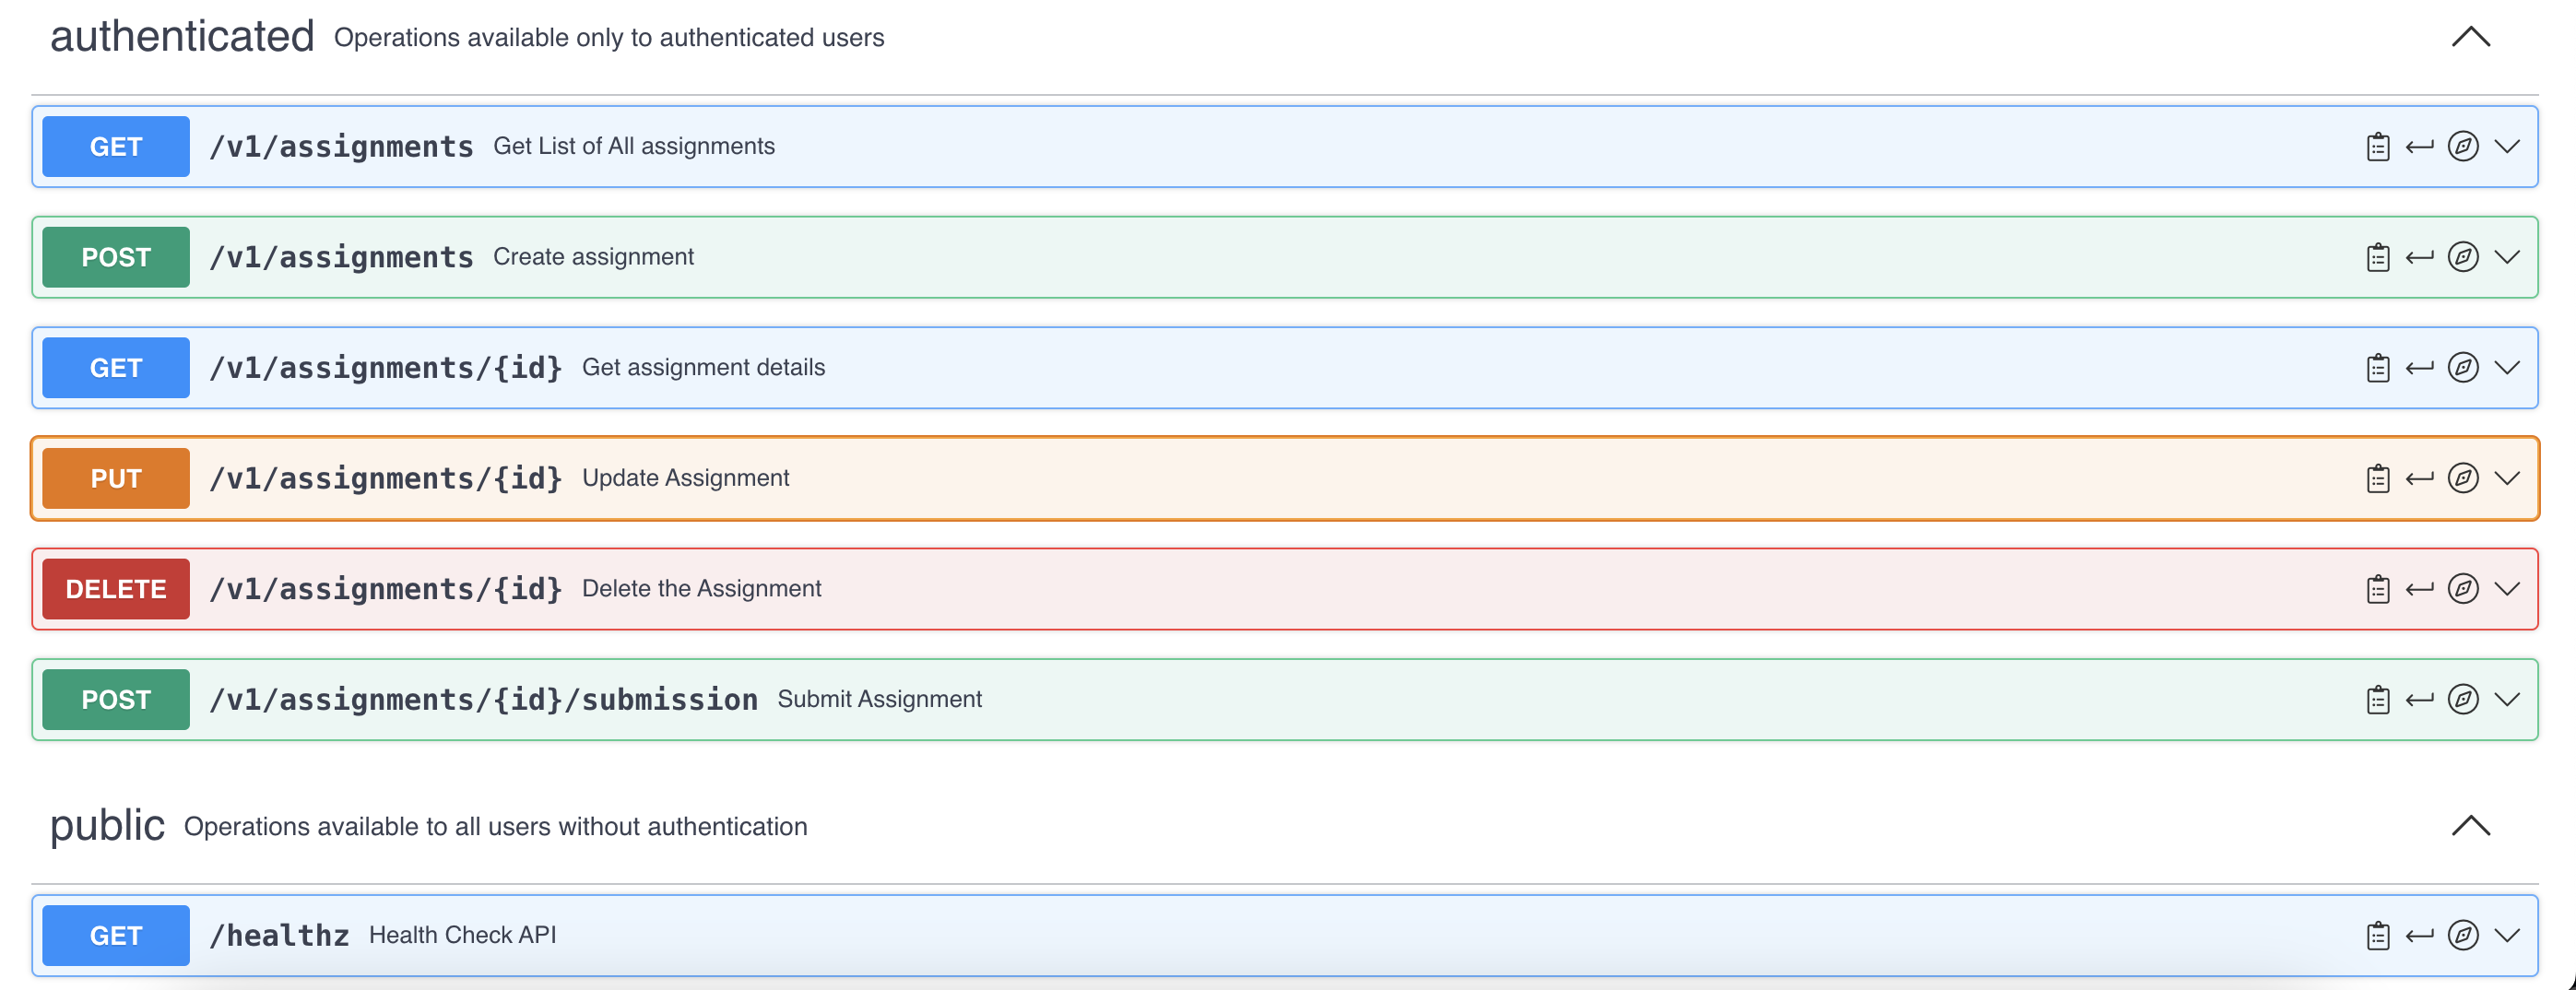 authenticated Operations available only to authenticated users
GET /v1/assignments Get List of All assignments
POST /v1/assignments Create assignment
GET /v1/assignments/{id} Get assignment details
PUT /v1/assignments/{id} Update Assignment
DELETE /v1/assignments/{id} Delete the Assignment
POST /v1/assignments/{id}/submission Submit Assignment
public Operations available to all users without authentication
GET /healthz Health Check API